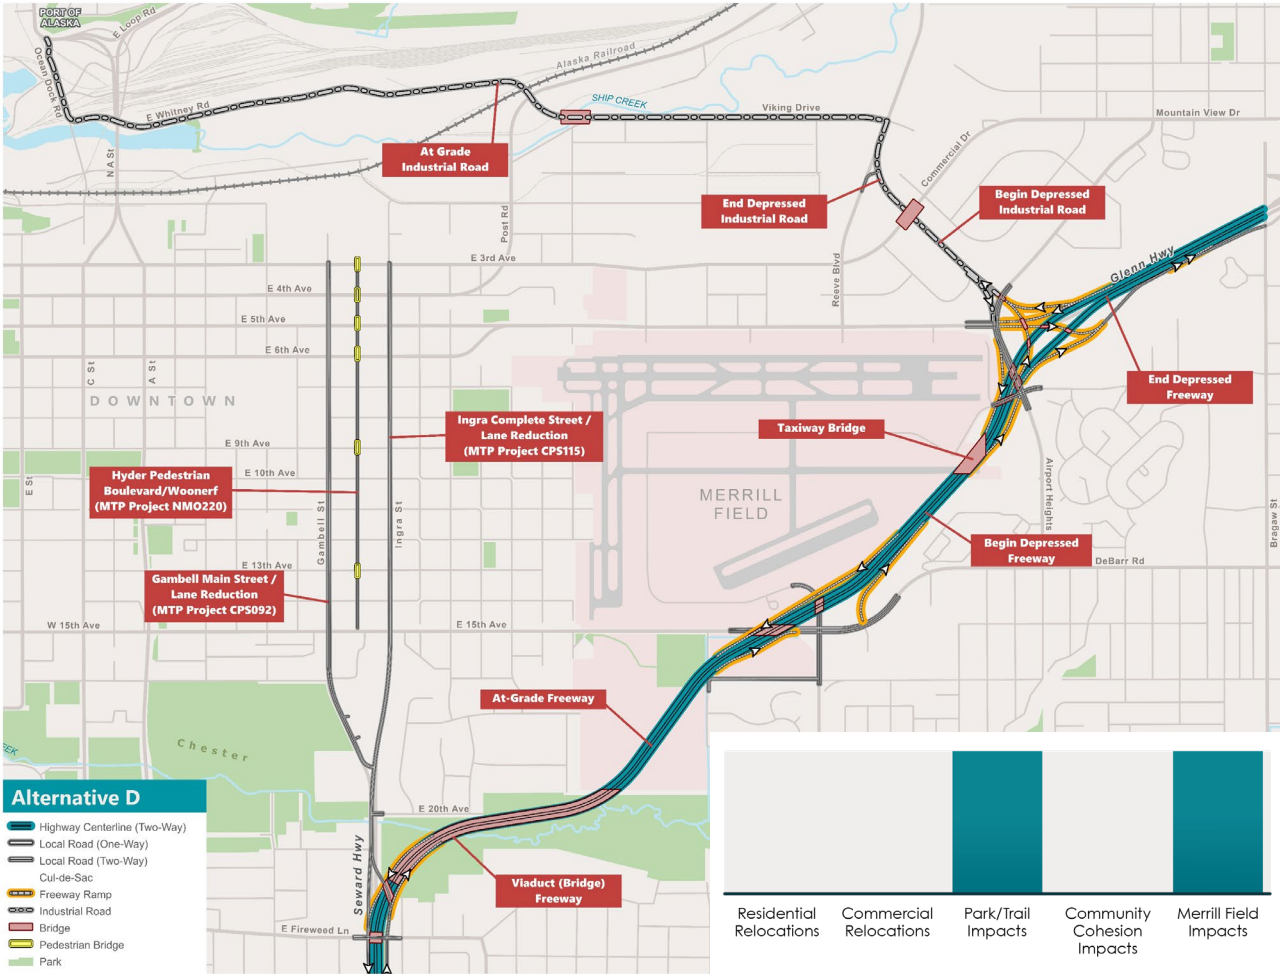 PORT OF
ALASKA
E Loop Rd
Ocean Dock Rd
E Whitney Rd
Alaska Railroad
SHIP CREEK
Viking Drive
Mountain View Dr
N A St
At Grade
Industrial Road
Post Rd
Commercial Dr
End Depressed
Industrial Road
Begin Depressed
Industrial Road
Glenn Hwy
Reeve Blvd
E 3rd Ave
E 4th Ave
E 5th Ave
E 6th Ave
C St
A St
DOWNTOWN
End Depressed
Freeway
Ingra Complete Street /
Lane Reduction
(MTP Project CPS115)
Taxiway Bridge
E 9th Ave
E 10th Ave
E St
Hyder Pedestrian
Boulevard/Woonerf
(MTP Project NMO220)
Gambell St
Ingra St
MERRILL
FIELD
Airport Heights
Bragaw St
Begin Depressed
Freeway
DeBarr Rd
E 13th Ave
Gambell Main Street /
Lane Reduction
(MTP Project CPS092)
W 15th Ave
E 15th Ave
At-Grade Freeway
Chester
EEK
E 20th Ave
Seward Hwy
Viaduct (Bridge)
Freeway
E Fireweed Ln
Alternative D
Highway Centerline (Two-Way)
Local Road (One-Way)
Local Road (Two-Way)
Cul-de-Sac
Freeway Ramp
Industrial Road
Bridge
Pedestrian Bridge
Park
Residential
Relocations
Commercial
Relocations
Park/Trail
Impacts
Community
Cohesion
Impacts
Merrill Field
Impacts